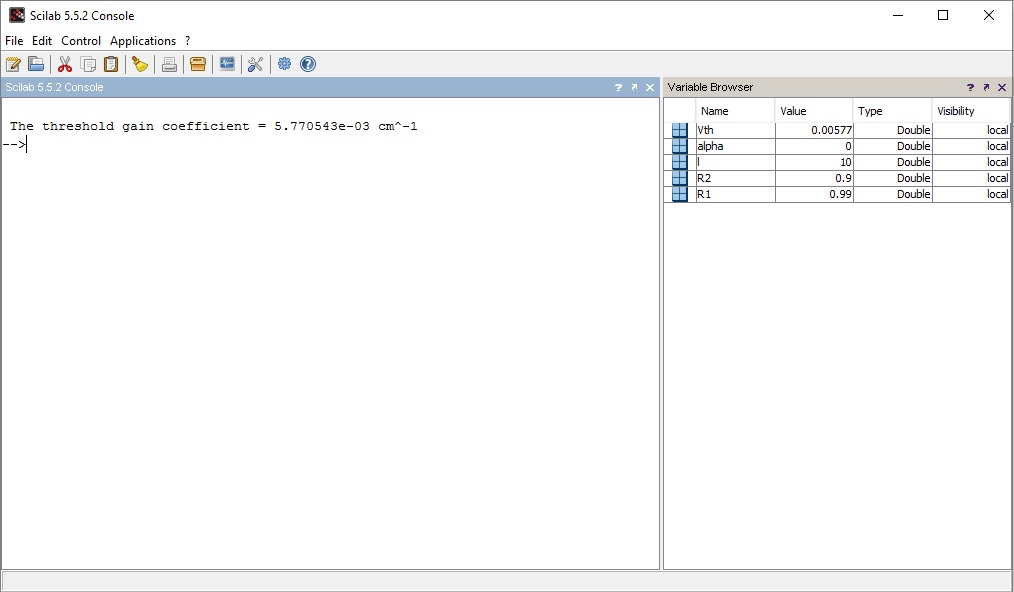 Scilab 5.5.2 Console
File Edit Control Applications ?
Scilab 5.5.2 Console
The threshold gain coefficient = 5.770543e-03 cm^-1
-->
Variable Browser
Name Value Type Visibility
Vth 0.00577 Double local
alpha 0 Double local
l 10 Double local
R2 0.9 Double local
R1 0.99 Double local